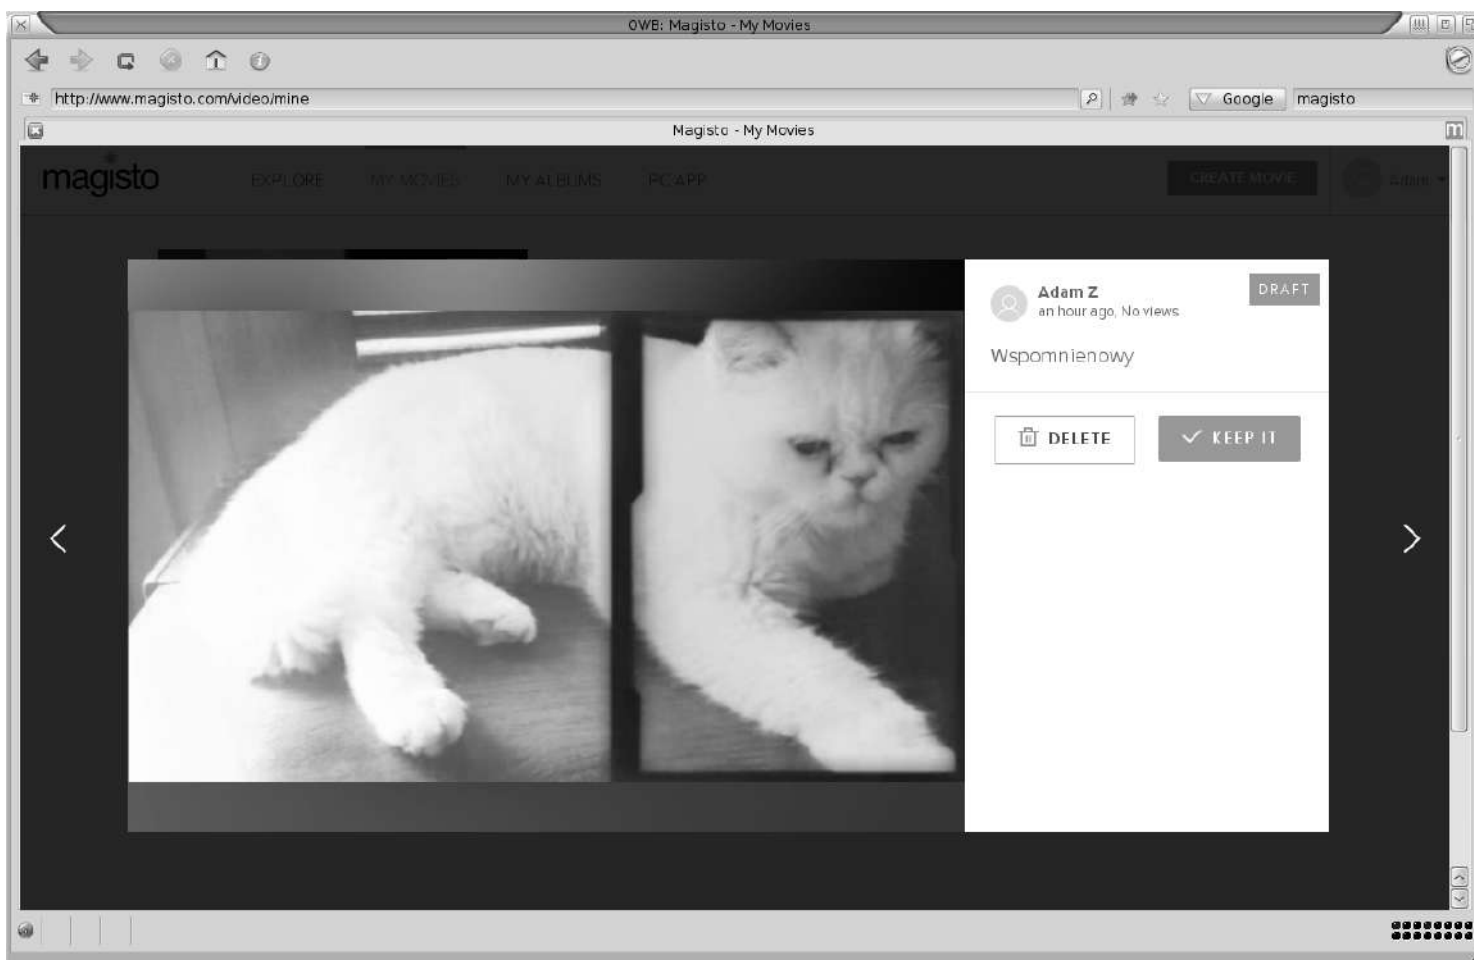 OWB: Magisto - My Movies
http://www.magisto.com/video/mine
Google
magisto
Magisto - My Movies
magisto
EXPLORE
MY MOVIES
MY ALBUMS
PC APP
CREATE MOVIE
Adam
Adam Z
DRAFT
an hour ago, No views
Wspomnienowy
DELETE
KEEP IT